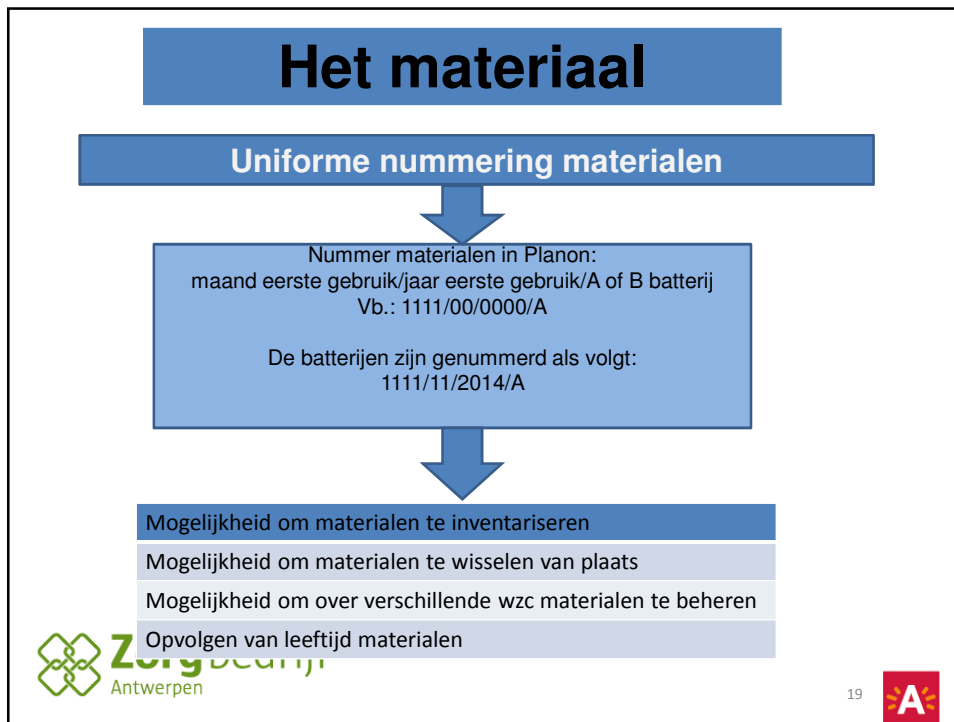 Het materiaal
Uniforme nummering materialen
Nummer materialen in Planon:
maand eerste gebruik/jaar eerste gebruik/A of B batterij
Vb.: 1111/00/0000/A
De batterijen zijn genummerd als volgt:
1111/11/2014/A
Mogelijkheid om materialen te inventariseren
Mogelijkheid om materialen te wisselen van plaats
Mogelijkheid om over verschillende wzc materialen te beheren
Opvolgen van leeftijd materialen
Zorgbedrijf
Antwerpen
19
A